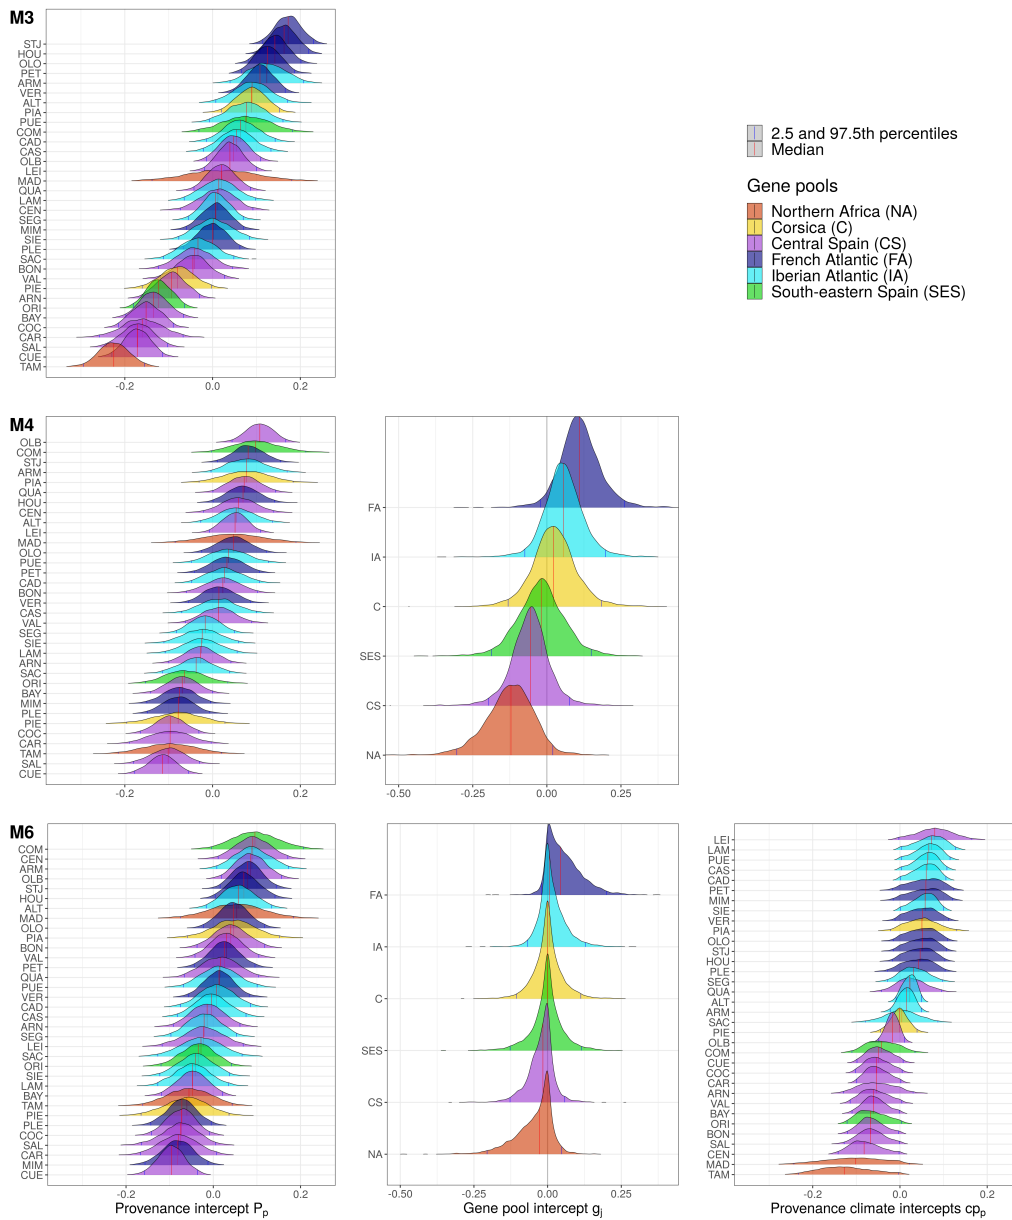 M3
STJ
HOU
OLO
PET
ARM
VER
ALT
PIA
PUE
COM
CAD
CAS
OLB
LEI
MAD
QUA
LAM
CEN
SEG
MIM
SIE
PLE
SAC
BON
VAL
PIE
ARN
ORI
BAY
COC
CAR
SAL
CUE
TAM
-0.2 0.0 0.2
2.5 and 97.5th percentiles
Median
Gene pools
Northern Africa (NA)
Corsica (C)
Central Spain (CS)
French Atlantic (FA)
Iberian Atlantic (IA)
South-eastern Spain (SES)
M4
OLB
COM
STJ
ARM
PIA
QUA
HOU
CEN
ALT
LEI
MAD
OLO
PUE
PET
CAD
BON
VER
CAS
VAL
SEG
SIE
LAM
ARN
SAC
ORI
BAY
MIM
PLE
PIE
COC
CAR
TAM
SAL
CUE
-0.2 0.0 0.2
FA
IA
C
SES
CS
NA
-0.50 -0.25 0.00 0.25
M6
COM
CEN
ARM
OLB
STJ
HOU
ALT
MAD
OLO
PIA
BON
VAL
PET
QUA
PUE
VER
CAD
CAS
ARN
SEG
LEI
SAC
ORI
SIE
LAM
BAY
TAM
PIE
PLE
COC
SAL
CAR
MIM
CUE
-0.2 0.0 0.2
Provenance intercept Pp
FA
IA
C
SES
CS
NA
-0.50 -0.25 0.00 0.25
Gene pool intercept gj
LEI
LAM
PUE
CAS
CAD
PET
MIM
SIE
VER
PIA
OLO
STJ
HOU
PLE
SEG
QUA
ALT
ARM
SAC
PIE
OLB
COM
CUE
COC
CAR
ARN
VAL
BAY
ORI
BON
SAL
CEN
MAD
TAM
-0.2 0.0 0.2
Provenance climate intercepts cpp